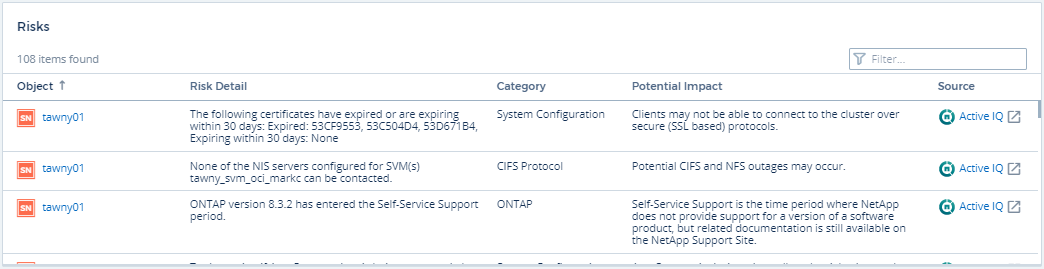 Risks
108 items found
Filter...
Object ↑ Risk Detail Category Potential Impact Source
SN tawny01 The following certificates have expired or are expiring System Configuration Clients may not be able to connect to the cluster over Active IQ
within 30 days: Expired: 53CF9553, 53C504D4, 53D671B4, secure (SSL based) protocols.
Expiring within 30 days: None
SN tawny01 None of the NIS servers configured for SVM(s) CIFS Protocol Potential CIFS and NFS outages may occur. Active IQ
tawny_svm_oci_markc can be contacted.
SN tawny01 ONTAP version 8.3.2 has entered the Self-Service Support ONTAP Self-Service Support is the time period where NetApp Active IQ
period. does not provide support for a version of a software
product, but related documentation is still available on
the NetApp Support Site.